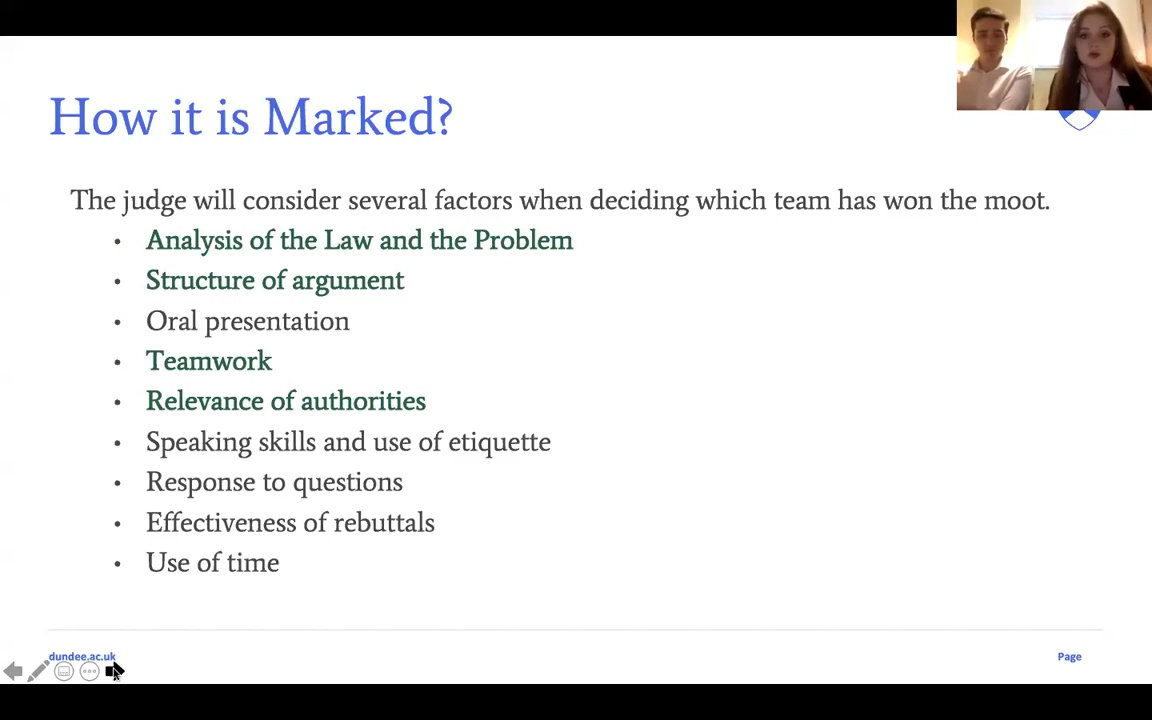 How it is Marked?
The judge will consider several factors when deciding which team has won the moot.
• Analysis of the Law and the Problem
• Structure of argument
• Oral presentation
• Teamwork
• Relevance of authorities
• Speaking skills and use of etiquette
• Response to questions
• Effectiveness of rebuttals
• Use of time
dundee.ac.uk
Page